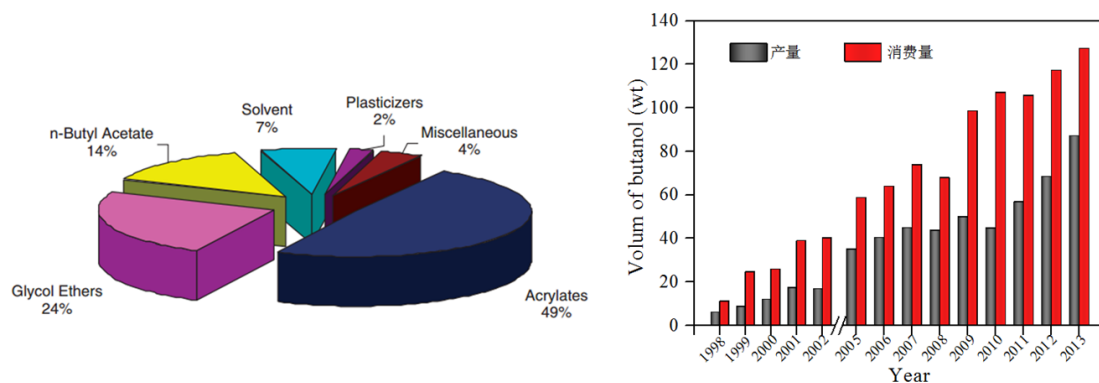 Plasticizers
2%
Solvent
7%
Miscellaneous
4%
n-Butyl Acetate
14%
Glycol Ethers
24%
Acrylates
49%
产量
消费量
Volum of butanol (wt)
140
120
100
80
60
40
20
0
1998
1999
2000
2001
2002
2005
2006
2007
2008
2009
2010
2011
2012
2013
Year